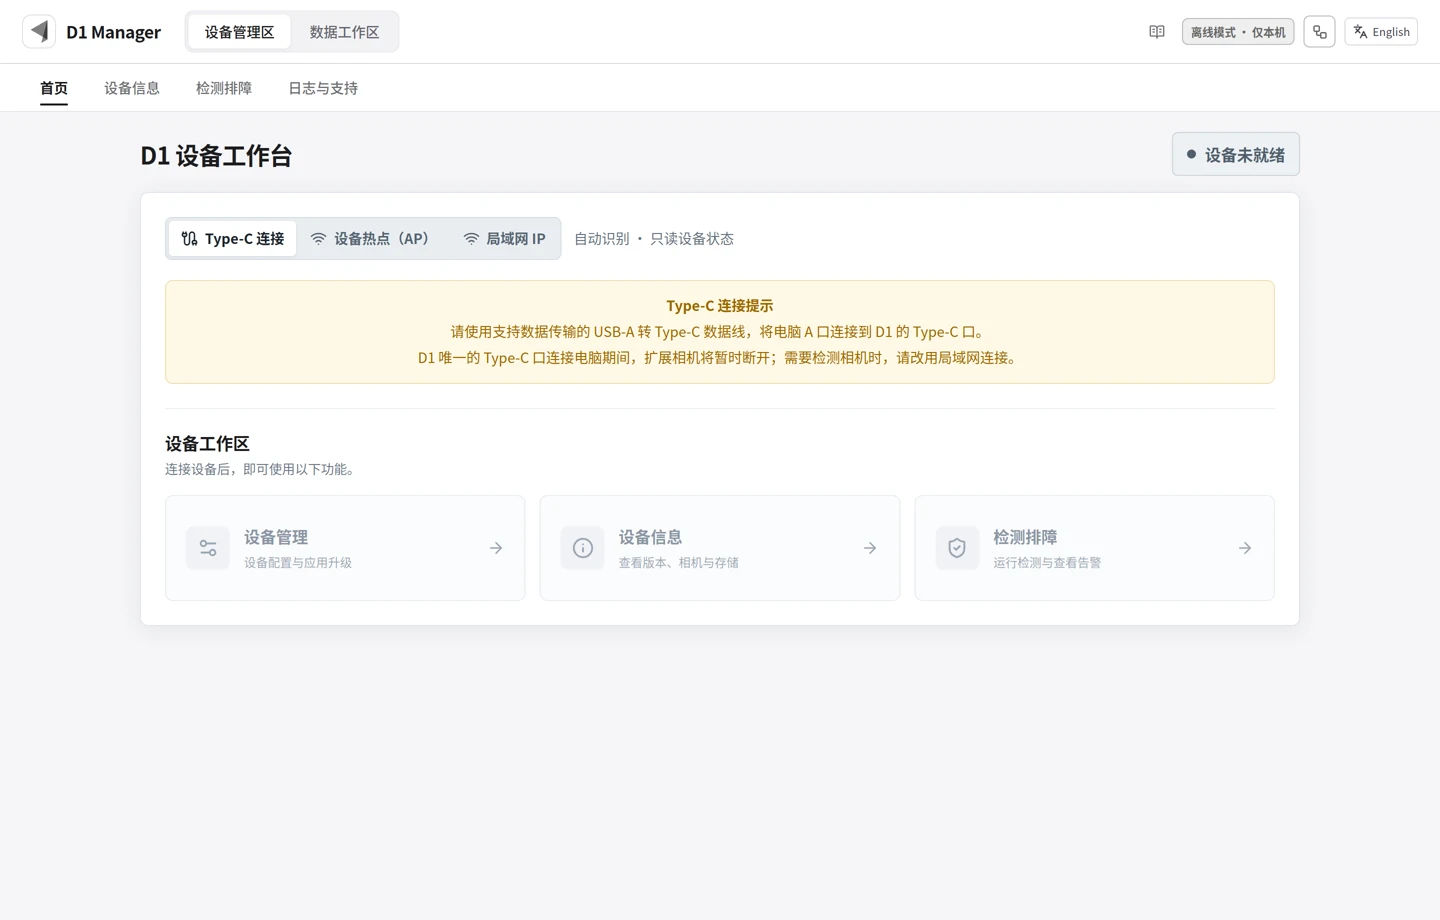 D1 Manager
设备管理区
数据工作区
离线模式 · 仅本机
English
首页
设备信息
检测排障
日志与支持
D1 设备工作台
设备未就绪
Type-C 连接
设备热点（AP）
局域网 IP
自动识别 · 只读设备状态
Type-C 连接提示
请使用支持数据传输的 USB-A 转 Type-C 数据线，将电脑 A 口连接到 D1 的 Type-C 口。
D1 唯一的 Type-C 口连接电脑期间，扩展相机将暂时断开；需要检测相机时，请改用局域网连接。
设备工作区
连接设备后，即可使用以下功能。
设备管理
设备配置与应用升级
设备信息
查看版本、相机与存储
检测排障
运行检测与查看告警